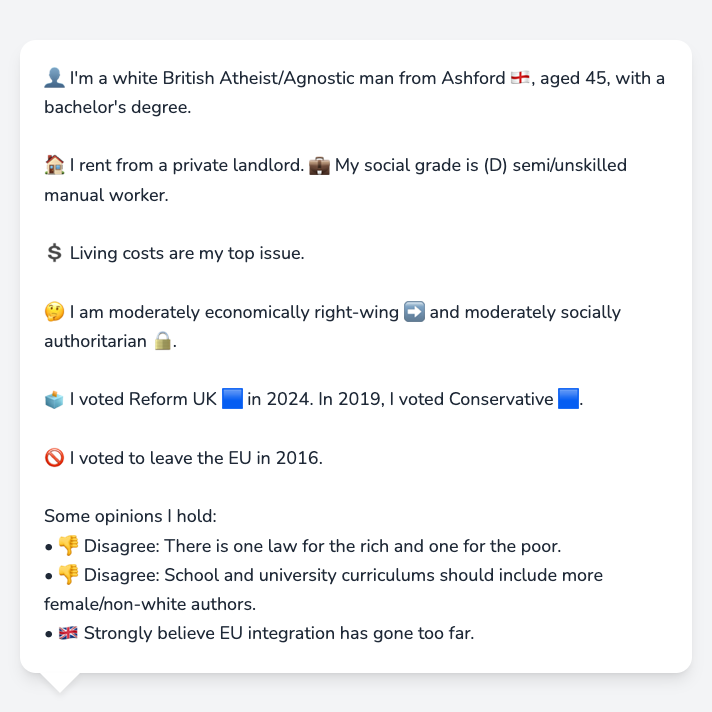 👤 I'm a white British Atheist/Agnostic man from Ashford 🏴󠁧󠁢󠁥󠁮󠁧󠁿, aged 45, with a
bachelor's degree.
🏠 I rent from a private landlord. 💼 My social grade is (D) semi/unskilled
manual worker.
💲 Living costs are my top issue.
🤔 I am moderately economically right-wing ➡️ and moderately socially
authoritarian 🔒.
🗳️ I voted Reform UK 🟦 in 2024. In 2019, I voted Conservative 🟦.
🚫 I voted to leave the EU in 2016.
Some opinions I hold:
• 👎 Disagree: There is one law for the rich and one for the poor.
• 👎 Disagree: School and university curriculums should include more
female/non-white authors.
• 🇬🇧 Strongly believe EU integration has gone too far.